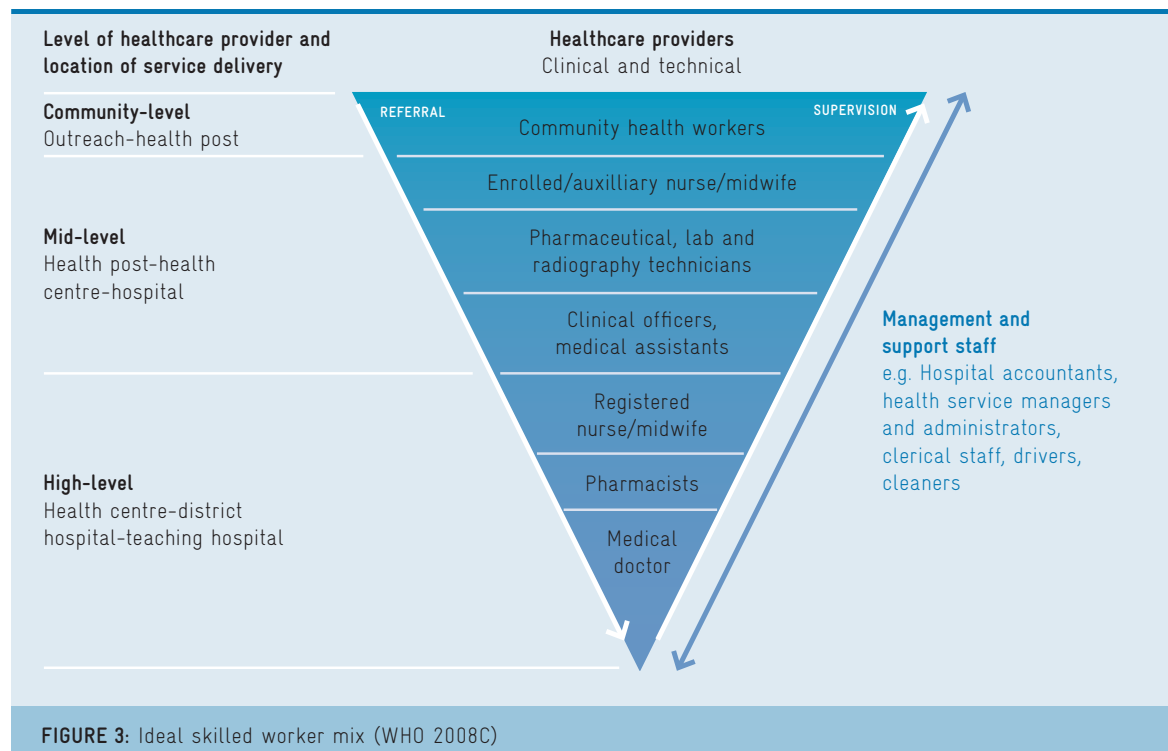 Level of healthcare provider and
location of service delivery
Healthcare providers
Clinical and technical
Community-level
Outreach-health post
REFERRAL
SUPERVISION
Community health workers
Enrolled/auxilliary nurse/midwife
Mid-level
Health post-health
centre-hospital
Pharmaceutical, lab and
radiography technicians
Clinical officers,
medical assistants
Management and
support staff
e.g. Hospital accountants,
health service managers
and administrators,
clerical staff, drivers,
cleaners
High-level
Health centre-district
hospital-teaching hospital
Registered
nurse/midwife
Pharmacists
Medical
doctor
FIGURE 3: Ideal skilled worker mix (WHO 2008C)